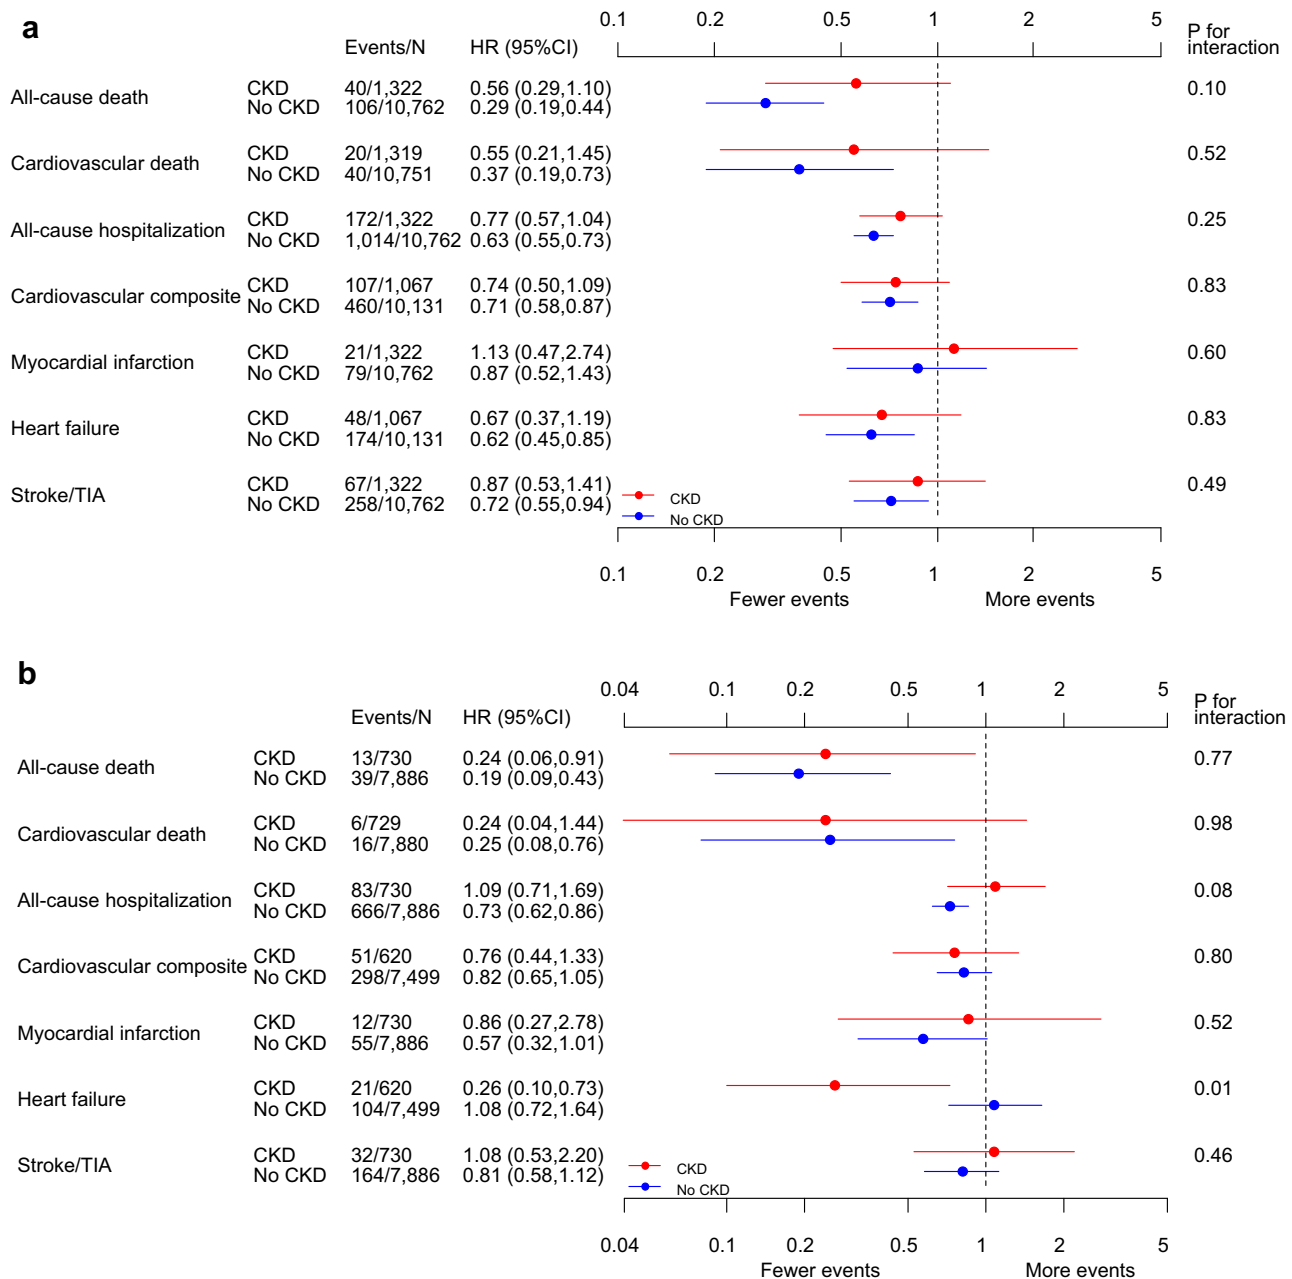 a
0.1 0.2 0.5 1 2 5
Events/N HR (95%CI) P for
interaction
All-cause death CKD 40/1,322 0.56 (0.29,1.10) 0.10
No CKD 106/10,762 0.29 (0.19,0.44)
Cardiovascular death CKD 20/1,319 0.55 (0.21,1.45) 0.52
No CKD 40/10,751 0.37 (0.19,0.73)
All-cause hospitalization CKD 172/1,322 0.77 (0.57,1.04) 0.25
No CKD 1,014/10,762 0.63 (0.55,0.73)
Cardiovascular composite CKD 107/1,067 0.74 (0.50,1.09) 0.83
No CKD 460/10,131 0.71 (0.58,0.87)
Myocardial infarction CKD 21/1,322 1.13 (0.47,2.74) 0.60
No CKD 79/10,762 0.87 (0.52,1.43)
Heart failure CKD 48/1,067 0.67 (0.37,1.19) 0.83
No CKD 174/10,131 0.62 (0.45,0.85)
Stroke/TIA CKD 67/1,322 0.87 (0.53,1.41) 0.49
No CKD 258/10,762 0.72 (0.55,0.94)
CKD
No CKD
0.1 0.2 0.5 1 2 5
Fewer events More events
b
0.04 0.1 0.2 0.5 1 2 5
Events/N HR (95%CI) P for
interaction
All-cause death CKD 13/730 0.24 (0.06,0.91) 0.77
No CKD 39/7,886 0.19 (0.09,0.43)
Cardiovascular death CKD 6/729 0.24 (0.04,1.44) 0.98
No CKD 16/7,880 0.25 (0.08,0.76)
All-cause hospitalization CKD 83/730 1.09 (0.71,1.69) 0.08
No CKD 666/7,886 0.73 (0.62,0.86)
Cardiovascular composite CKD 51/620 0.76 (0.44,1.33) 0.80
No CKD 298/7,499 0.82 (0.65,1.05)
Myocardial infarction CKD 12/730 0.86 (0.27,2.78) 0.52
No CKD 55/7,886 0.57 (0.32,1.01)
Heart failure CKD 21/620 0.26 (0.10,0.73) 0.01
No CKD 104/7,499 1.08 (0.72,1.64)
Stroke/TIA CKD 32/730 1.08 (0.53,2.20) 0.46
No CKD 164/7,886 0.81 (0.58,1.12)
CKD
No CKD
0.04 0.1 0.2 0.5 1 2 5
Fewer events More events